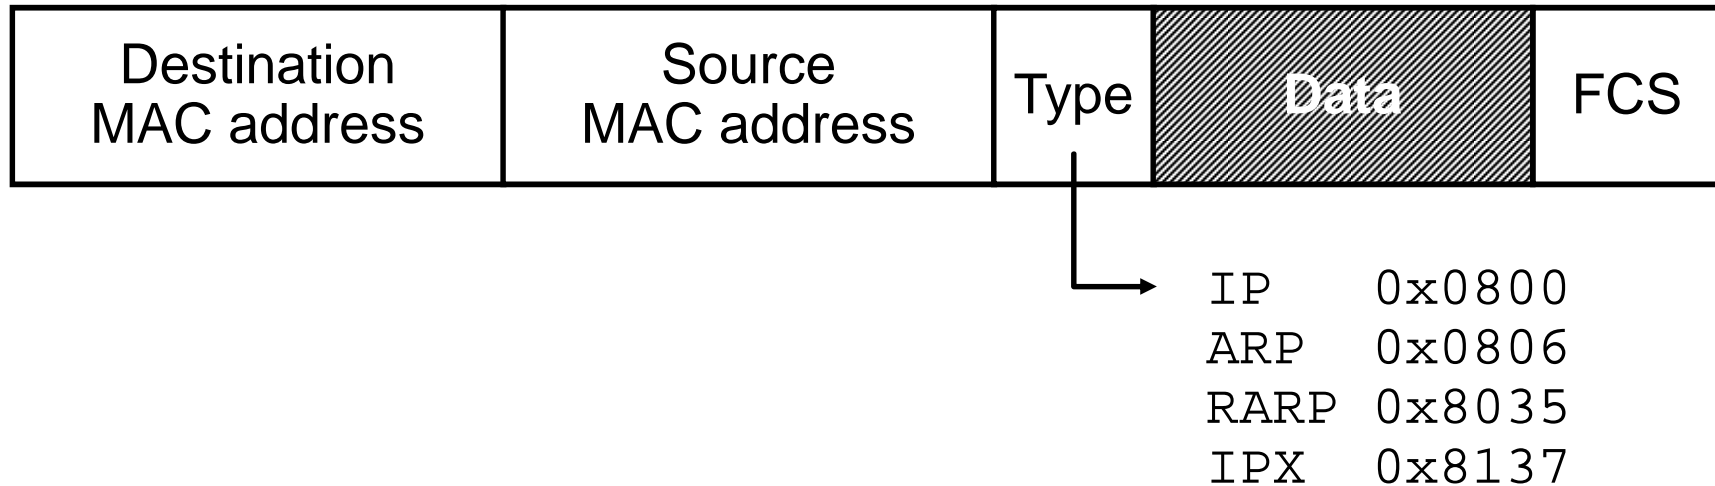 Destination
MAC address
Source
MAC address
Type
Data
FCS
IP 0x0800
ARP 0x0806
RARP 0x8035
IPX 0x8137